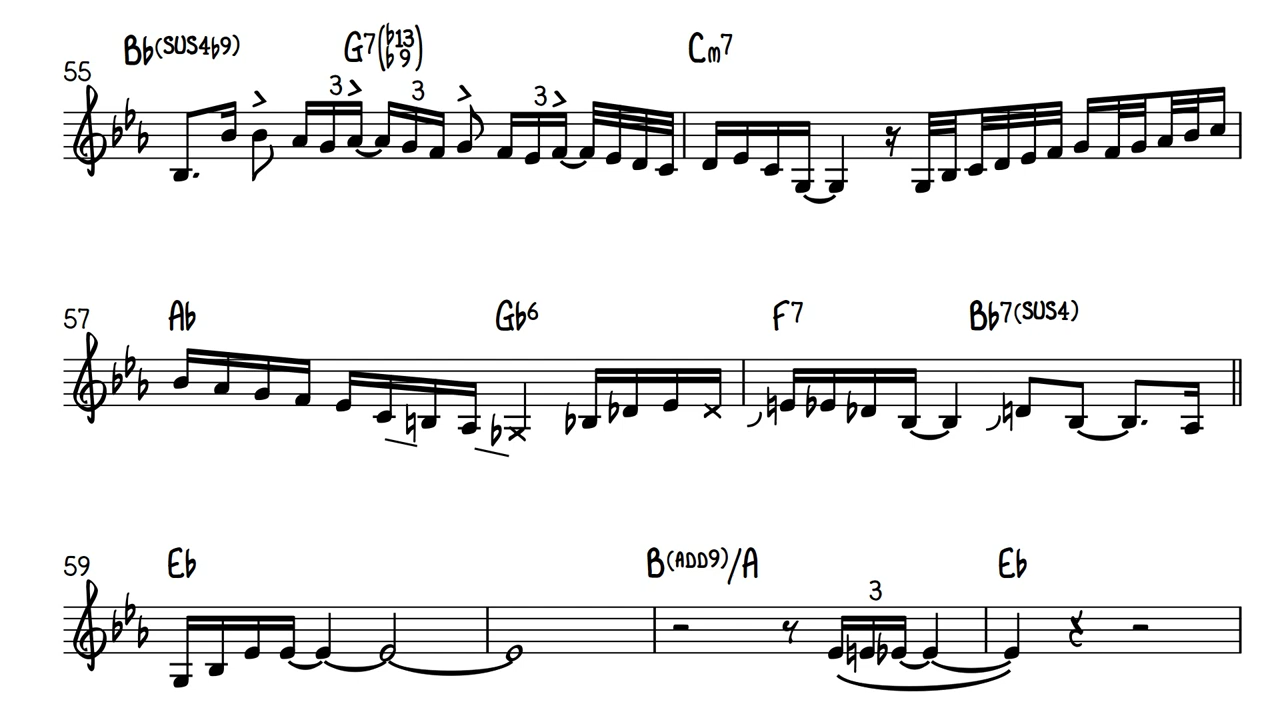 Bb(SUS4b9) G7(b13 b9) Cm7
55
3 3 3
Ab Gb6 F7 Bb7(SUS4)
57
Eb B(ADD9)/A Eb
59
3